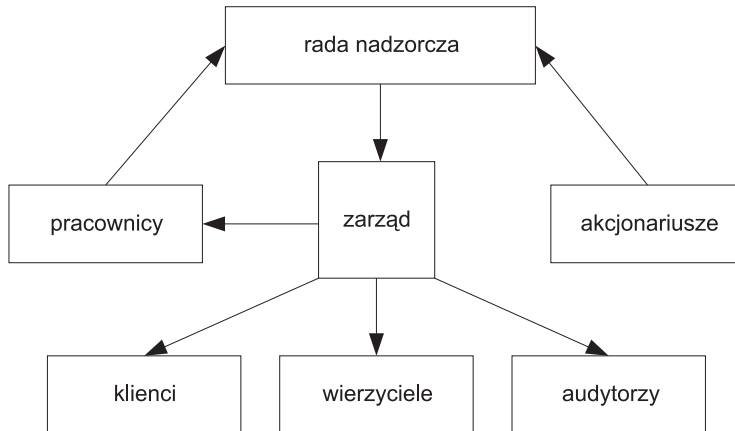 rada nadzorcza
pracownicy
zarząd
akcjonariusze
klienci
wierzyciele
audytorzy